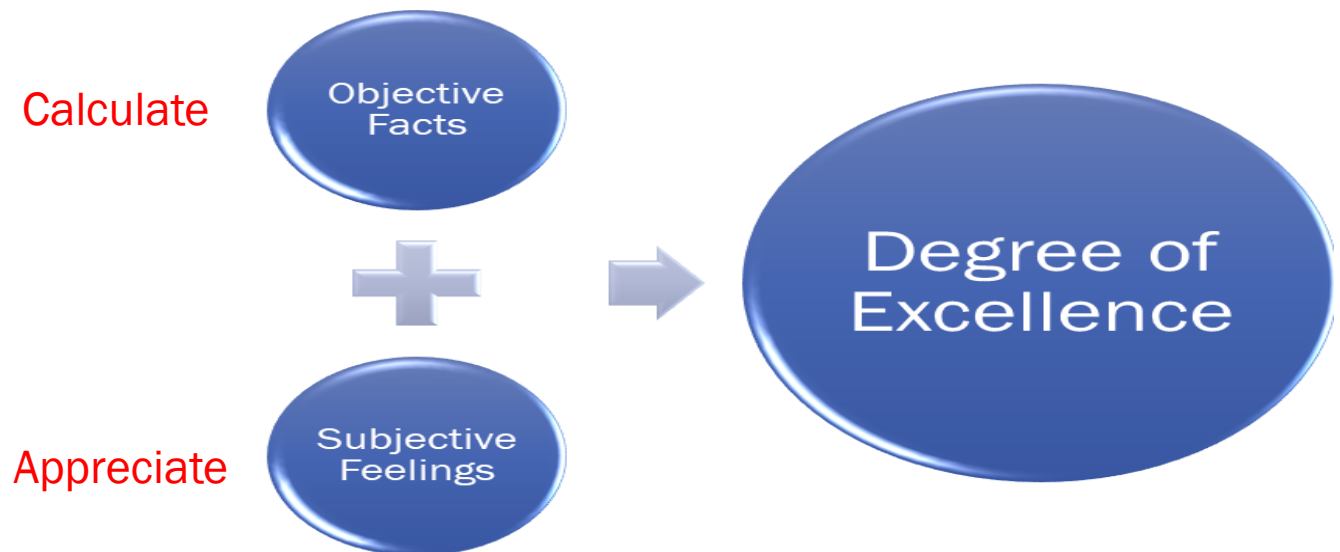 Calculate
Objective
Facts
Appreciate
Subjective
Feelings
Degree of
Excellence